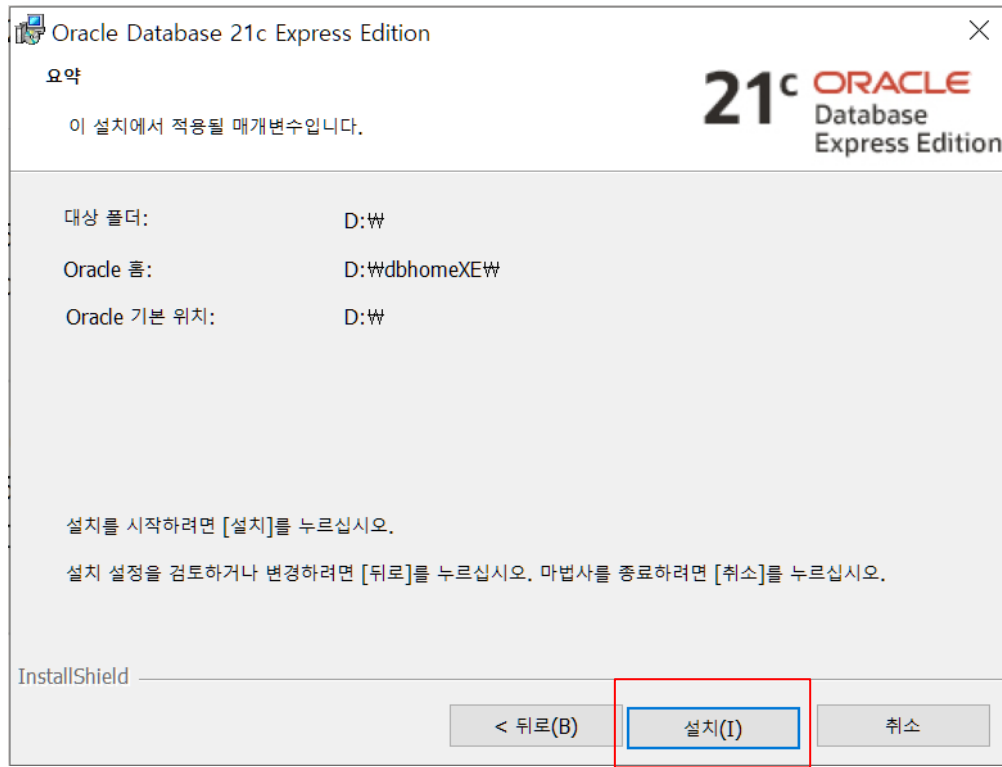 Oracle Database 21c Express Edition
요약
이 설치에서 적용될 매개변수입니다.
21c ORACLE
Database
Express Edition
대상 폴더: D:₩
Oracle 홈: D:₩dbhomeXE₩
Oracle 기본 위치: D:₩
설치를 시작하려면 [설치]를 누르십시오.
설치 설정을 검토하거나 변경하려면 [뒤로]를 누르십시오. 마법사를 종료하려면 [취소]를 누르십시오.
InstallShield
< 뒤로(B) 설치(I) 취소